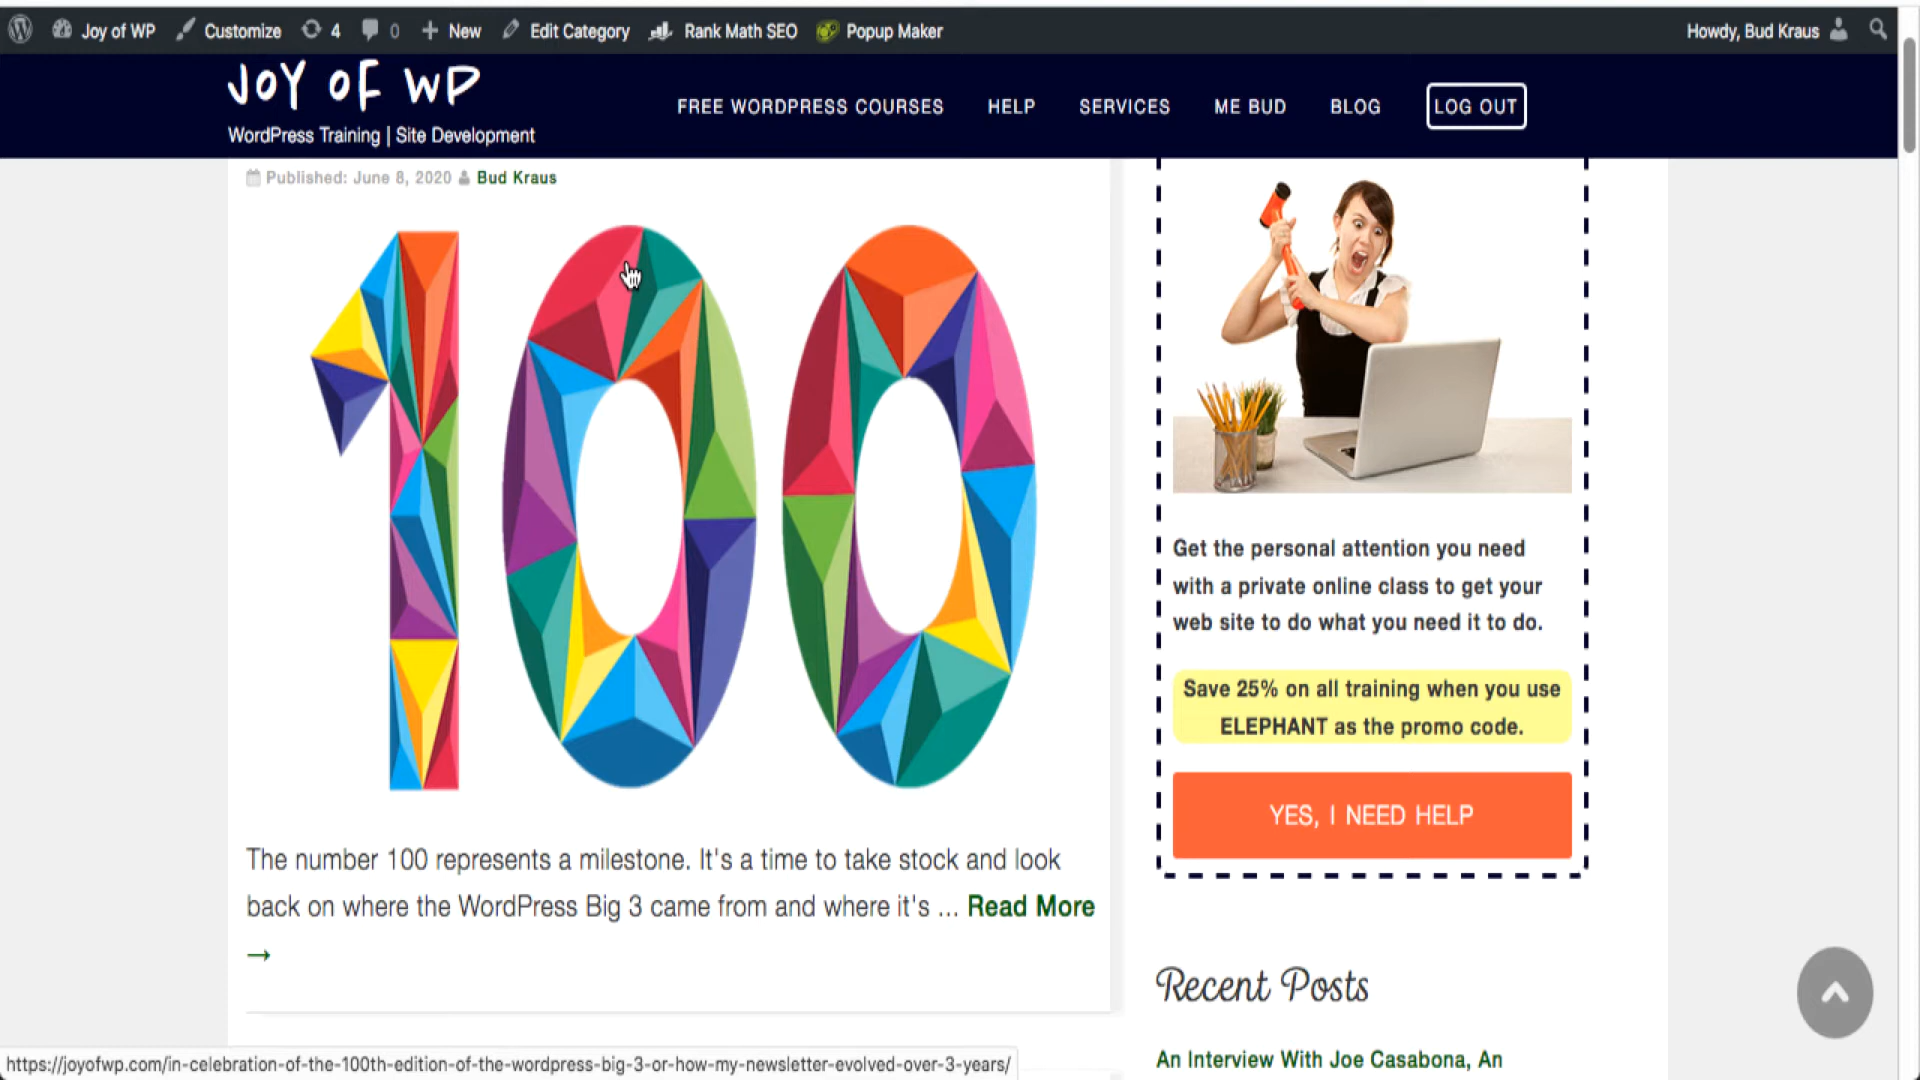 Joy of WP Customize 4 0 New Edit Category Rank Math SEO Popup Maker Howdy, Bud Kraus
JOY OF WP
WordPress Training | Site Development
FREE WORDPRESS COURSES HELP SERVICES ME BUD BLOG LOG OUT
Published: June 8, 2020 Bud Kraus
100
The number 100 represents a milestone. It's a time to take stock and look
back on where the WordPress Big 3 came from and where it's ... Read More
→
Get the personal attention you need
with a private online class to get your
web site to do what you need it to do.
Save 25% on all training when you use
ELEPHANT as the promo code.
YES, I NEED HELP
Recent Posts
An Interview With Joe Casabona, An
https://joyofwp.com/in-celebration-of-the-100th-edition-of-the-wordpress-big-3-or-how-my-newsletter-evolved-over-3-years/